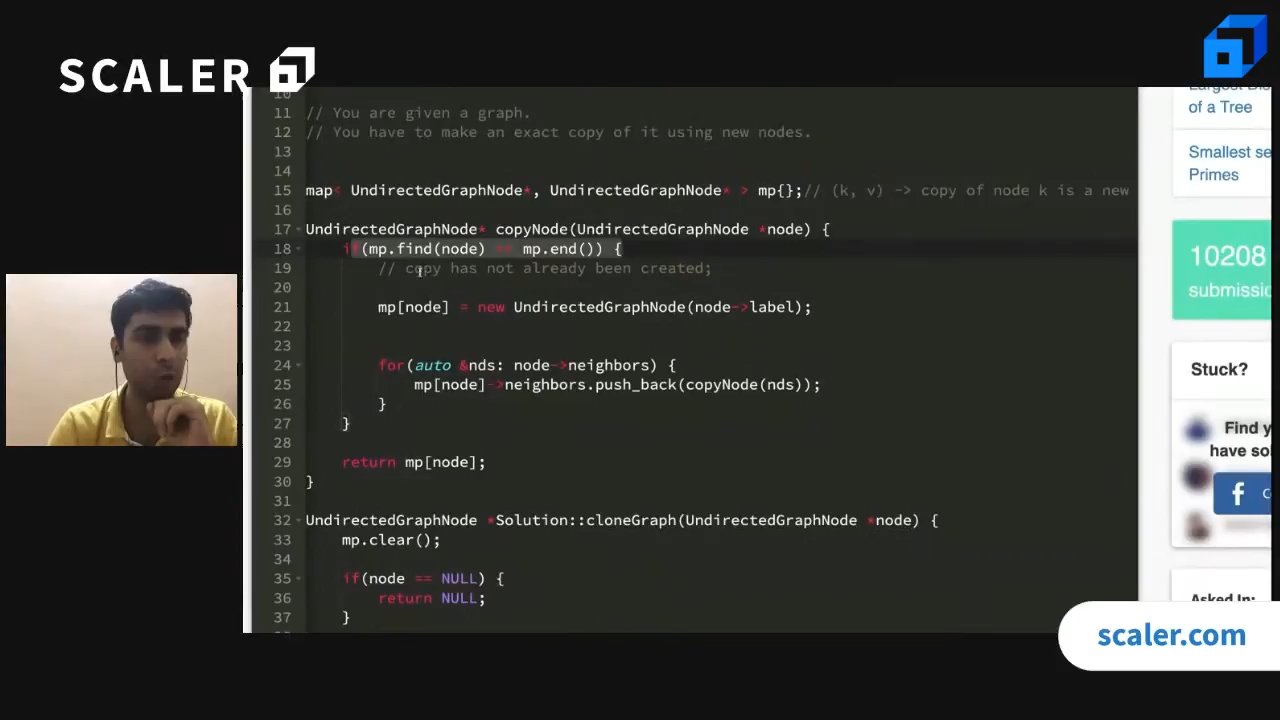 SCALER
10
11 // You are given a graph.
12 // You have to make an exact copy of it using new nodes.
13
14
15 map< UndirectedGraphNode*, UndirectedGraphNode* > mp{};// (k, v) -> copy of node k is a new
16
17 UndirectedGraphNode* copyNode(UndirectedGraphNode *node) {
18 if(mp.find(node) == mp.end()) {
19 // copy has not already been created;
20
21 mp[node] = new UndirectedGraphNode(node->label);
22
23
24 for(auto &nds: node->neighbors) {
25 mp[node]->neighbors.push_back(copyNode(nds));
26 }
27 }
28
29 return mp[node];
30 }
31
32 UndirectedGraphNode *Solution::cloneGraph(UndirectedGraphNode *node) {
33 mp.clear();
34
35 if(node == NULL) {
36 return NULL;
37 }
Largest Dis
of a Tree
Smallest se
Primes
10208
submissio
Stuck?
Find y
have so
f
Asked In:
scaler.com